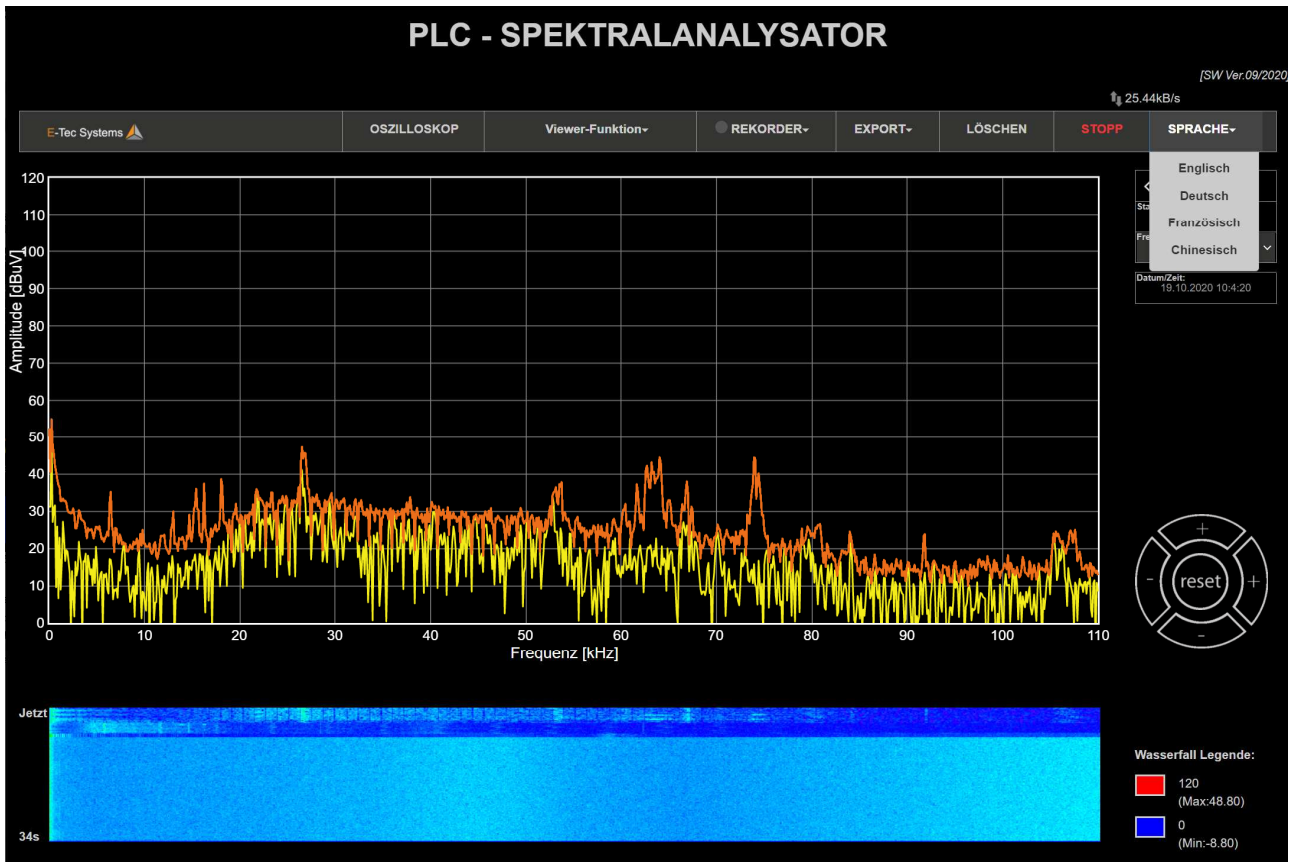 PLC - SPEKTRALANALYSATOR
[SW Ver.09/2020]
25.44kB/s
E-Tec Systems
OSZILLOSKOP
Viewer-Funktion
REKORDER
EXPORT
LÖSCHEN
STOPP
SPRACHE
Englisch
Deutsch
Französisch
Chinesisch
Datum/Zeit:
19.10.2020 10:4:20
Amplitude [dBuV]
120
110
100
90
80
70
60
50
40
30
20
10
0
0 10 20 30 40 50 60 70 80 90 100 110
Frequenz [kHz]
+
- reset +
-
Jetzt
34s
Wasserfall Legende:
120
(Max:48.80)
0
(Min:-8.80)